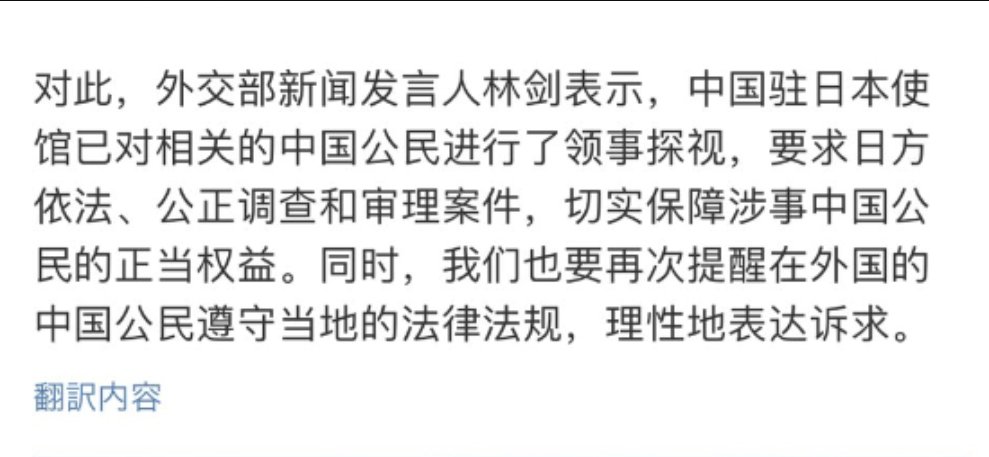 对此，外交部新闻发言人林剑表示，中国驻日本使
馆已对相关的中国公民进行了领事探视，要求日方
依法、公正调查和审理案件，切实保障涉事中国公
民的正当权益。同时，我们也要再次提醒在外国的
中国公民遵守当地的法律法规，理性地表达诉求。
翻訳内容